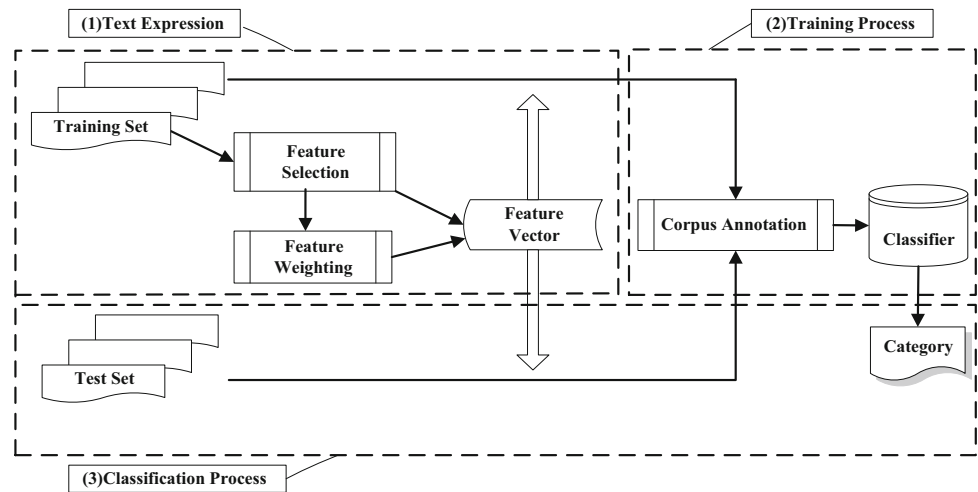 (1)Text Expression
(2)Training Process
Training Set
Feature
Selection
Feature
Weighting
Feature
Vector
Corpus Annotation
Classifier
Test Set
Category
(3)Classification Process